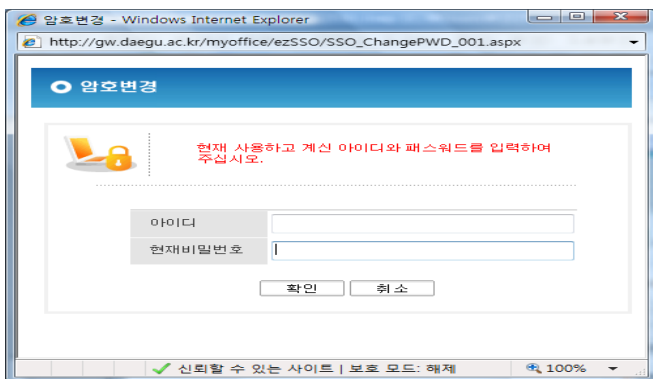 암호변경 - Windows Internet Explorer
http://gw.daegu.ac.kr/myoffice/ezSSO/SSO_ChangePWD_001.aspx
암호변경
현재 사용하고 계신 아이디와 패스워드를 입력하여
주십시오.
아이디
현재비밀번호
확인 취소
신뢰할 수 있는 사이트 | 보호 모드: 해제 100%